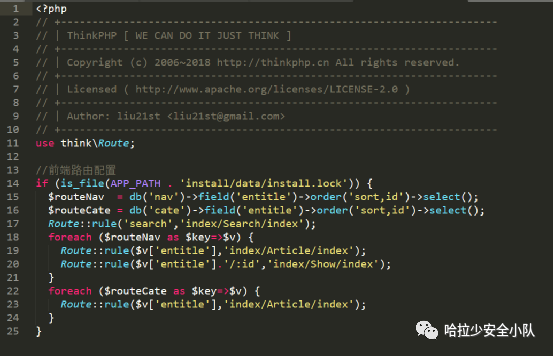 1 <?php
2 // +----------------------------------------------------------------------
3 // | ThinkPHP [ WE CAN DO IT JUST THINK ]
4 // +----------------------------------------------------------------------
5 // | Copyright (c) 2006~2018 http://thinkphp.cn All rights reserved.
6 // +----------------------------------------------------------------------
7 // | Licensed ( http://www.apache.org/licenses/LICENSE-2.0 )
8 // +----------------------------------------------------------------------
9 // | Author: liu21st <liu21st@gmail.com>
10 // +----------------------------------------------------------------------
11 use think\Route;
12
13 //前端路由配置
14 if (is_file(APP_PATH . 'install/data/install.lock')) {
15 $routeNav = db('nav')->field('entitle')->order('sort,id')->select();
16 $routeCate = db('cate')->field('entitle')->order('sort,id')->select();
17 Route::rule('search','index/Search/index');
18 foreach ($routeNav as $key=>$v) {
19 Route::rule($v['entitle'],'index/Article/index');
20 Route::rule($v['entitle'].'/:id','index/Show/index');
21 }
22 foreach ($routeCate as $key=>$v) {
23 Route::rule($v['entitle'],'index/Article/index');
24 }
25 }
哈拉少安全小队